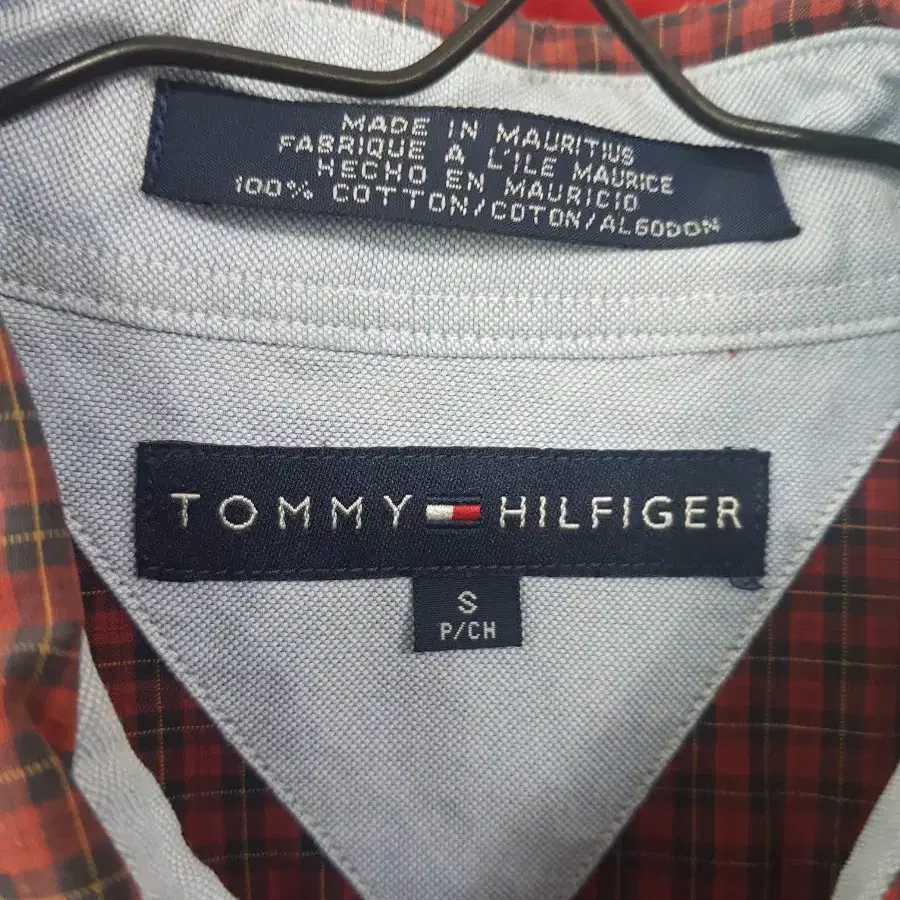 MADE IN MAURITIUS
FABRIQUE A L'ILE MAURICE
HECHO EN MAURICIO
100% COTTON/COTON/ALGODON
TOMMY HILFIGER
S
P/CH